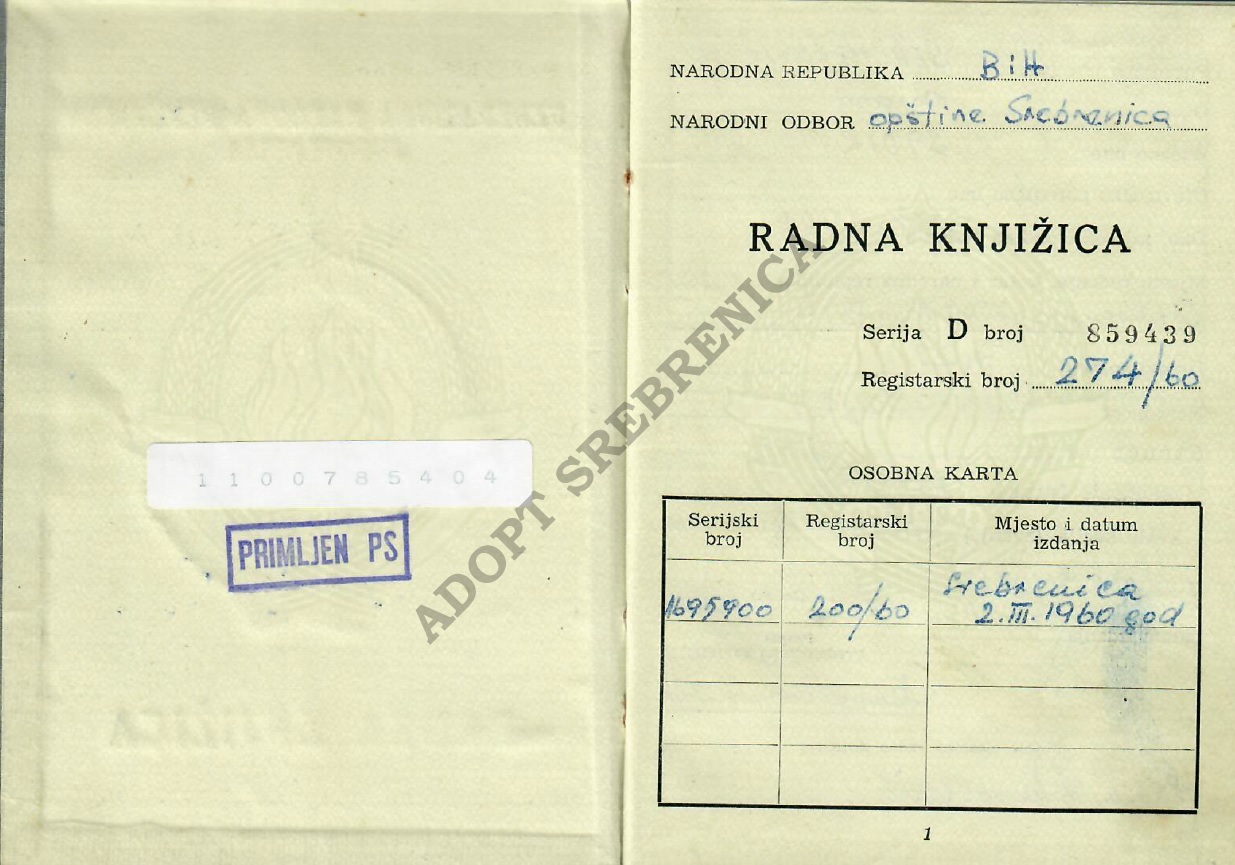 1100785404
PRIMLJEN PS
ADOPT SREBRENICA
NARODNA REPUBLIKA BiH
NARODNI ODBOR opštine Srebrenica
RADNA KNJIŽICA
Serija D broj 859439
Registarski broj 274/60
OSOBNA KARTA
Serijski broj
Registarski broj
Mjesto i datum izdanja
1695900 200/60 Srebrenica
2.III.1960 god
1